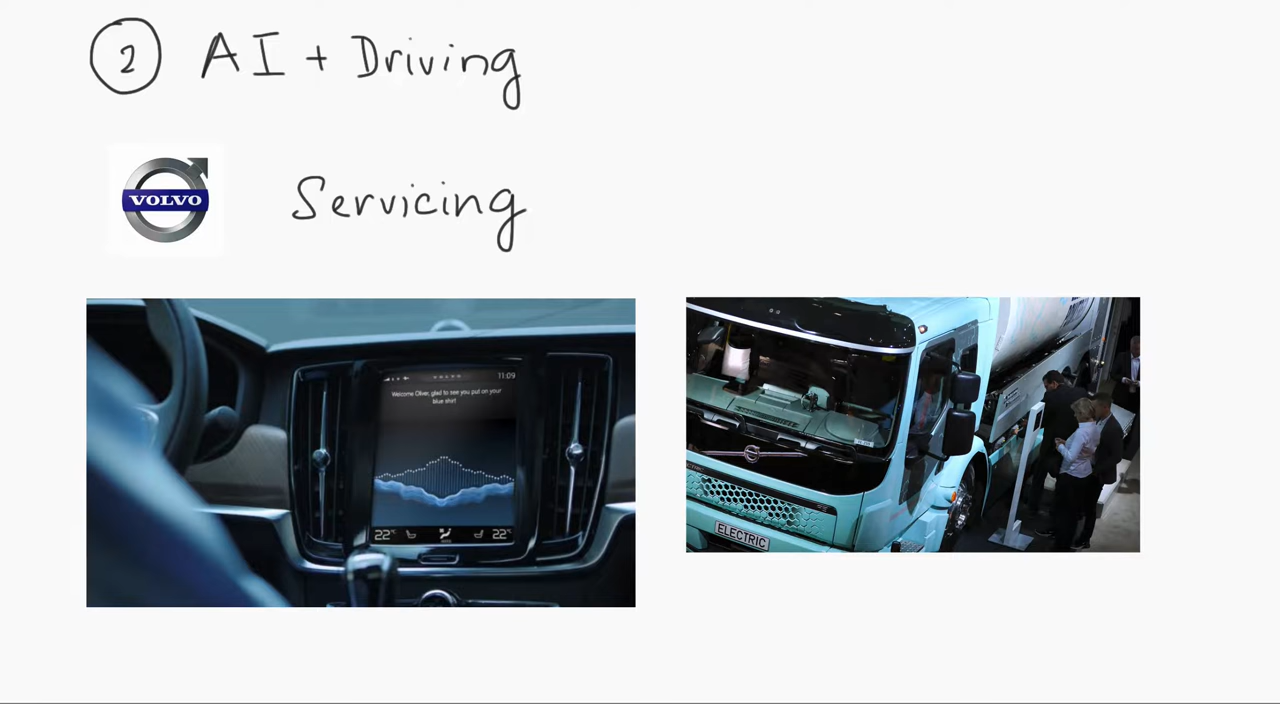 2 AI + Driving
VOLVO
Servicing
11:09
Welcome Oliver, glad to see you put on your
blue shirt
22°C
22°C
ELECTRIC